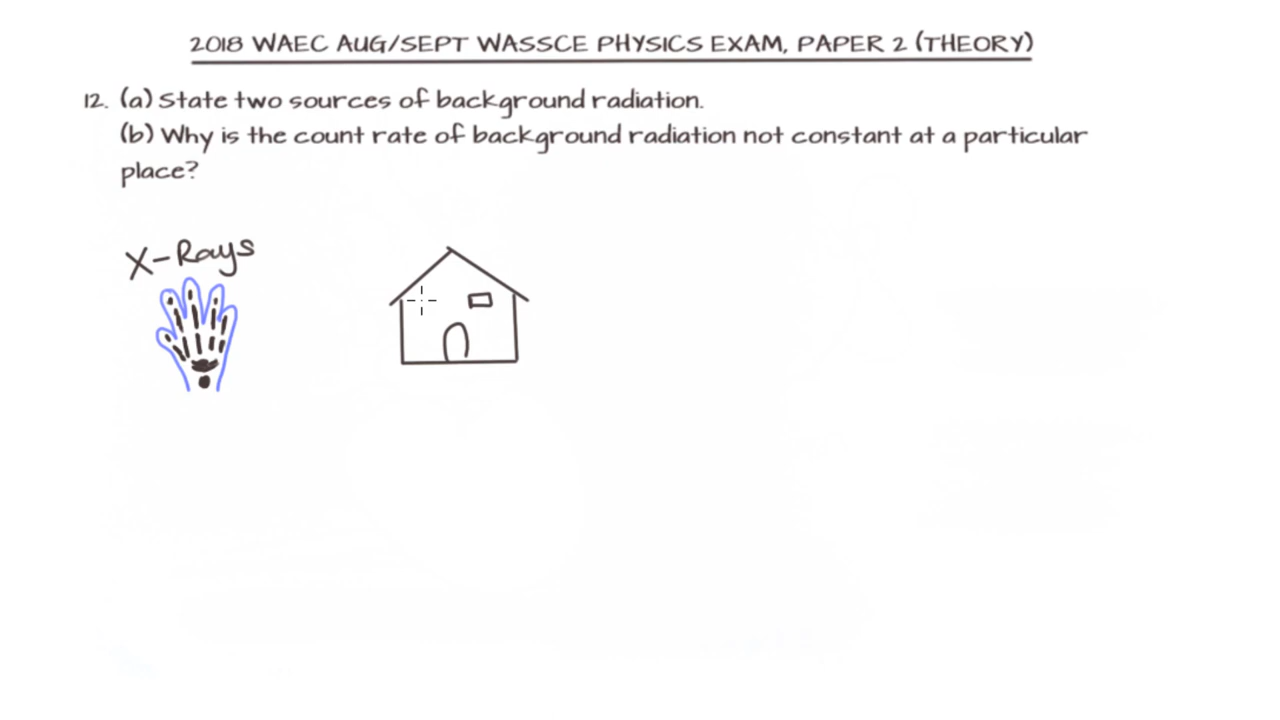 2018 WAEC AUG/SEPT WASSCE PHYSICS EXAM, PAPER 2 (THEORY)
12. (a) State two sources of background radiation.
(b) Why is the count rate of background radiation not constant at a particular
place?
X-Rays